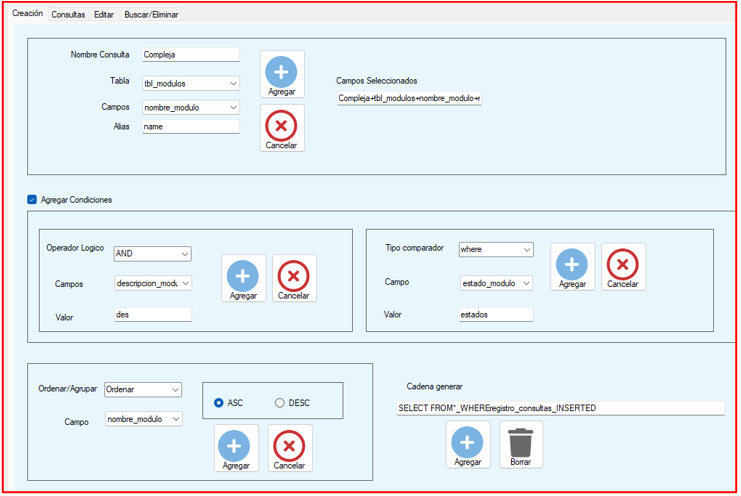 Creación Consultas Editar Buscar/Eliminar
Nombre Consulta Compleja
Tabla tbl_modulos
Campos nombre_modulo
Alias name
Agregar
Cancelar
Campos Seleccionados
Compleja+tbl_modulos+nombre_modulo+r
Agregar Condiciones
Operador Logico AND
Campos descripcion_modu
Valor des
Agregar Cancelar
Tipo comparador where
Campo estado_modulo
Valor estados
Agregar Cancelar
Ordenar/Agrupar Ordenar
Campo nombre_modulo
ASC DESC
Agregar Cancelar
Cadena generar
SELECT FROM*_WHEREregistro_consultas_INSERTED
Agregar Borrar